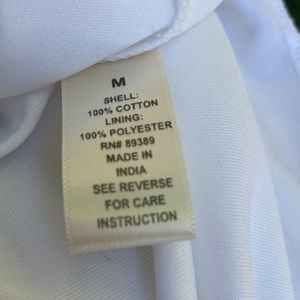 M
SHELL:
100% COTTON
LINING:
100% POLYESTER
RN# 89389
MADE IN
INDIA
SEE REVERSE
FOR CARE
INSTRUCTION